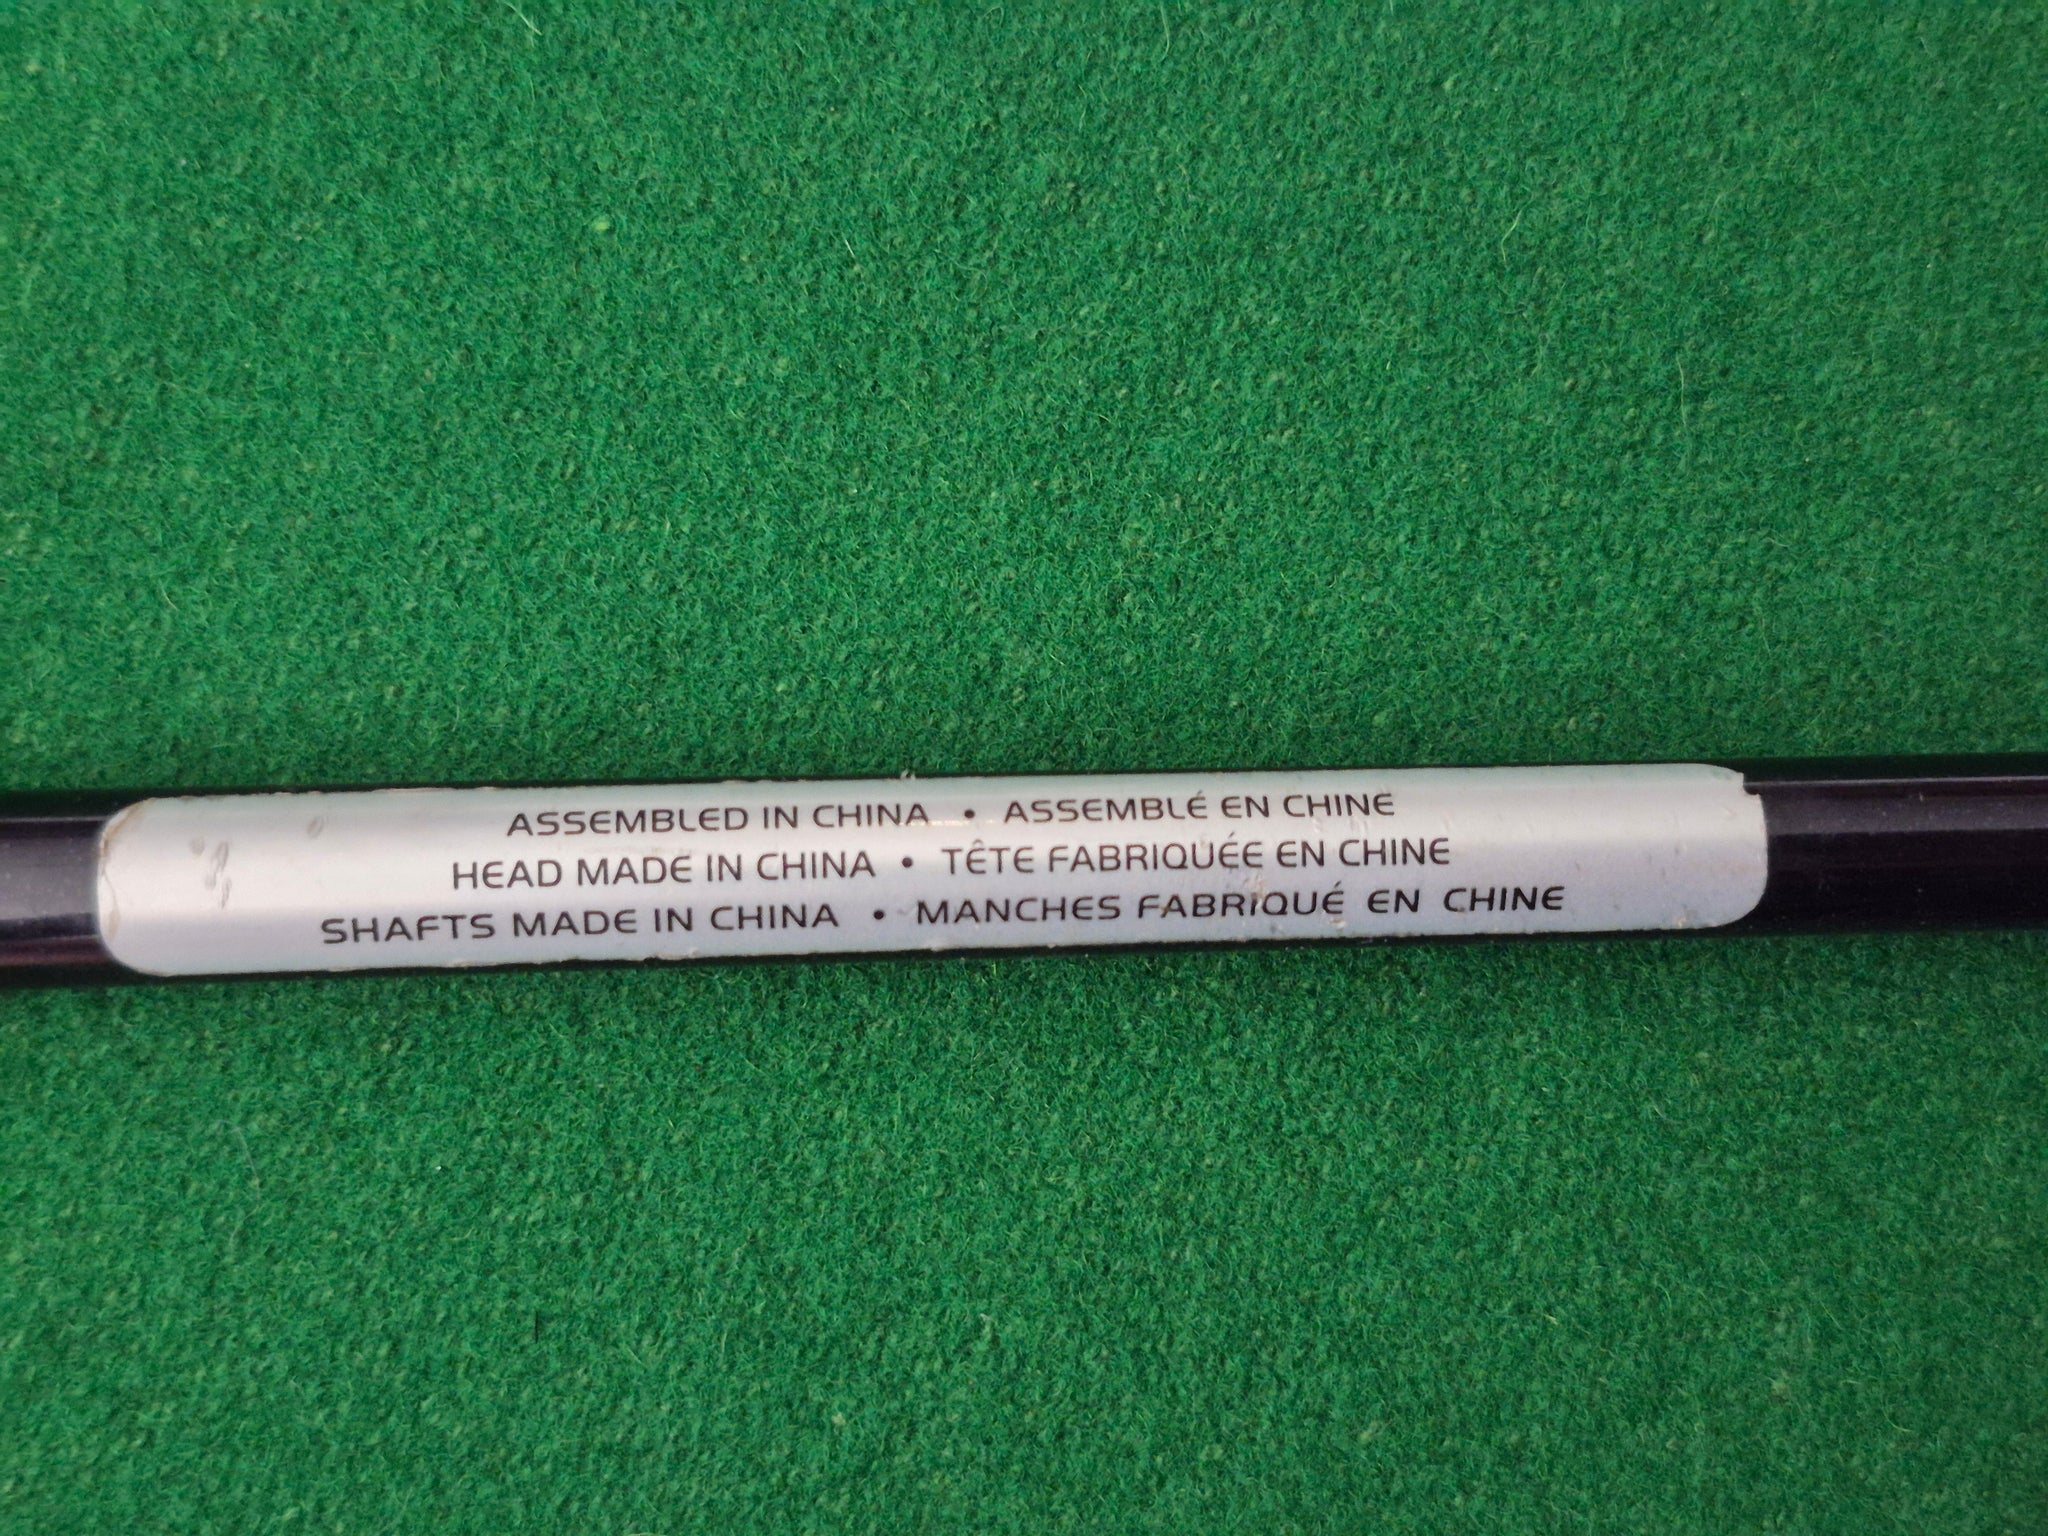 ASSEMBLED IN CHINA • ASSEMBLÉ EN CHINE
HEAD MADE IN CHINA • TÊTE FABRIQUÉE EN CHINE
SHAFTS MADE IN CHINA • MANCHES FABRIQUÉ EN CHINE